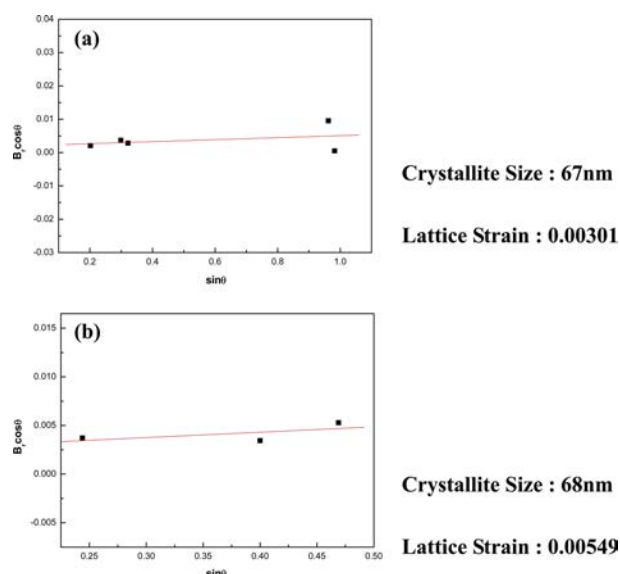 (a)
0.04
0.03
0.02
0.01
0.00
-0.01
-0.02
-0.03
B_r cosθ
0.2 0.4 0.6 0.8 1.0
sinθ
Crystallite Size : 67nm
Lattice Strain : 0.00301
(b)
0.015
0.010
0.005
0.000
-0.005
B_r cosθ
0.25 0.30 0.35 0.40 0.45 0.50
sinθ
Crystallite Size : 68nm
Lattice Strain : 0.00549